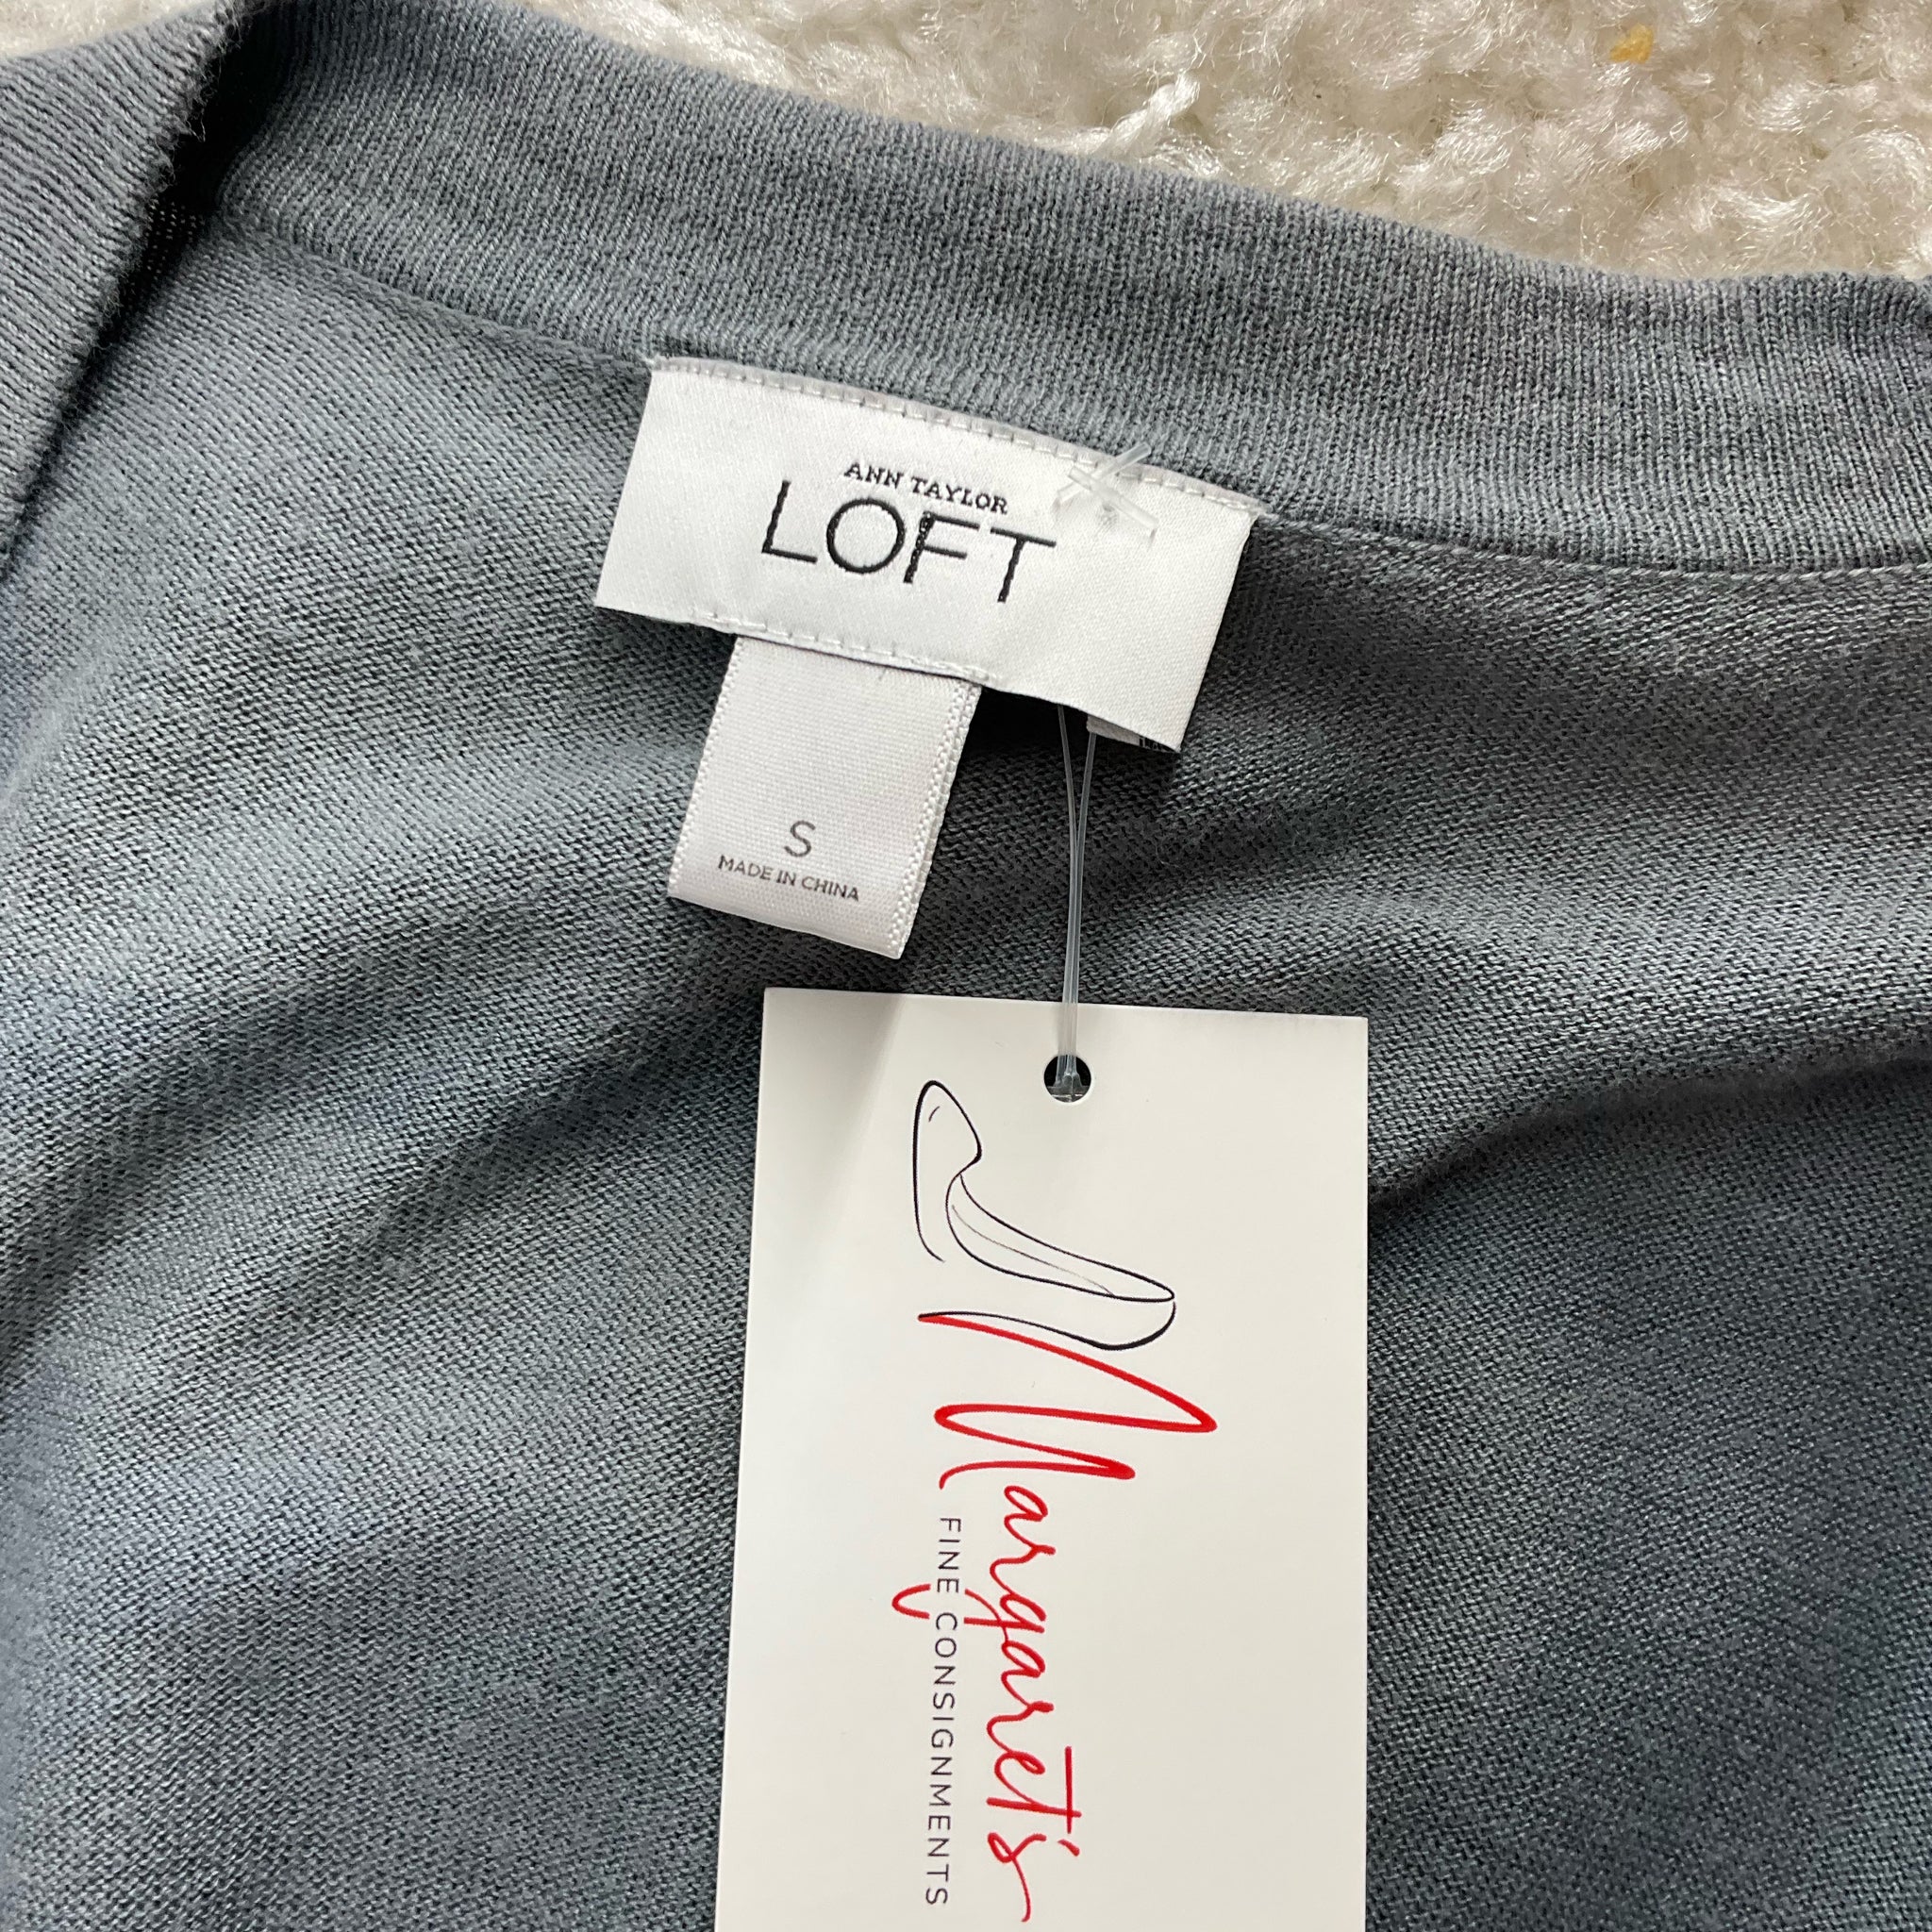 ANN TAYLOR
LOFT
S
MADE IN CHINA
Margaret's
FINE CONSIGNMENTS